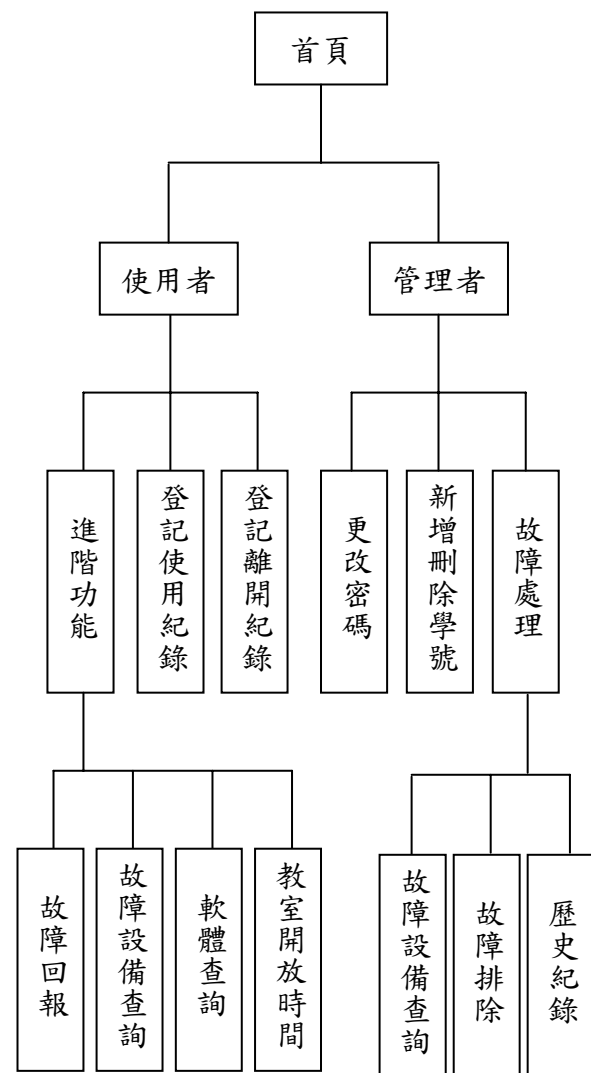 首頁
使用者
管理者
進階功能
登記使用紀錄
登記離開紀錄
更改密碼
新增刪除學號
故障處理
故障回報
故障設備查詢
軟體查詢
教室開放時間
故障設備查詢
故障排除
歷史紀錄